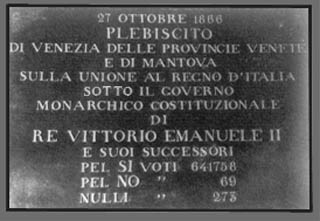 27 OTTOBRE 1866
PLEBISCITO
DI VENEZIA DELLE PROVINCIE VENETE
E DI MANTOVA
SULLA UNIONE AL REGNO D'ITALIA
SOTTO IL GOVERNO
MONARCHICO COSTITUZIONALE
DI
RE VITTORIO EMANUELE II
E SUOI SUCCESSORI
PEL SI VOTI 641758
PEL NO " 69
NULLI " 273